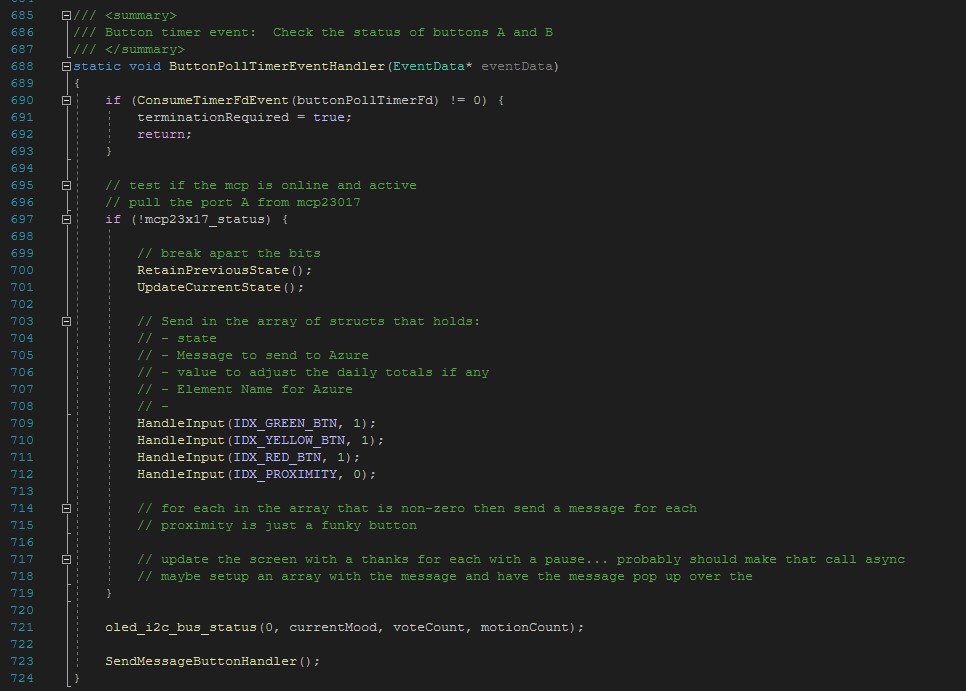 685 /// <summary>
686 /// Button timer event:  Check the status of buttons A and B
687 /// </summary>
688 static void ButtonPollTimerEventHandler(EventData* eventData)
689 {
690     if (ConsumeTimerFdEvent(buttonPollTimerFd) != 0) {
691         terminationRequired = true;
692         return;
693     }
694
695     // test if the mcp is online and active
696     // pull the port A from mcp23017
697     if (!mcp23x17_status) {
698
699         // break apart the bits
700         RetainPreviousState();
701         UpdateCurrentState();
702
703         // Send in the array of structs that holds:
704         // - state
705         // - Message to send to Azure
706         // - value to adjust the daily totals if any
707         // - Element Name for Azure
708         // -
709         HandleInput(IDX_GREEN_BTN, 1);
710         HandleInput(IDX_YELLOW_BTN, 1);
711         HandleInput(IDX_RED_BTN, 1);
712         HandleInput(IDX_PROXIMITY, 0);
713
714         // for each in the array that is non-zero then send a message for each
715         // proximity is just a funky button
716
717         // update the screen with a thanks for each with a pause... probably should make that call async
718         // maybe setup an array with the message and have the message pop up over the
719     }
720
721     oled_i2c_bus_status(0, currentMood, voteCount, motionCount);
722
723     SendMessageButtonHandler();
724 }